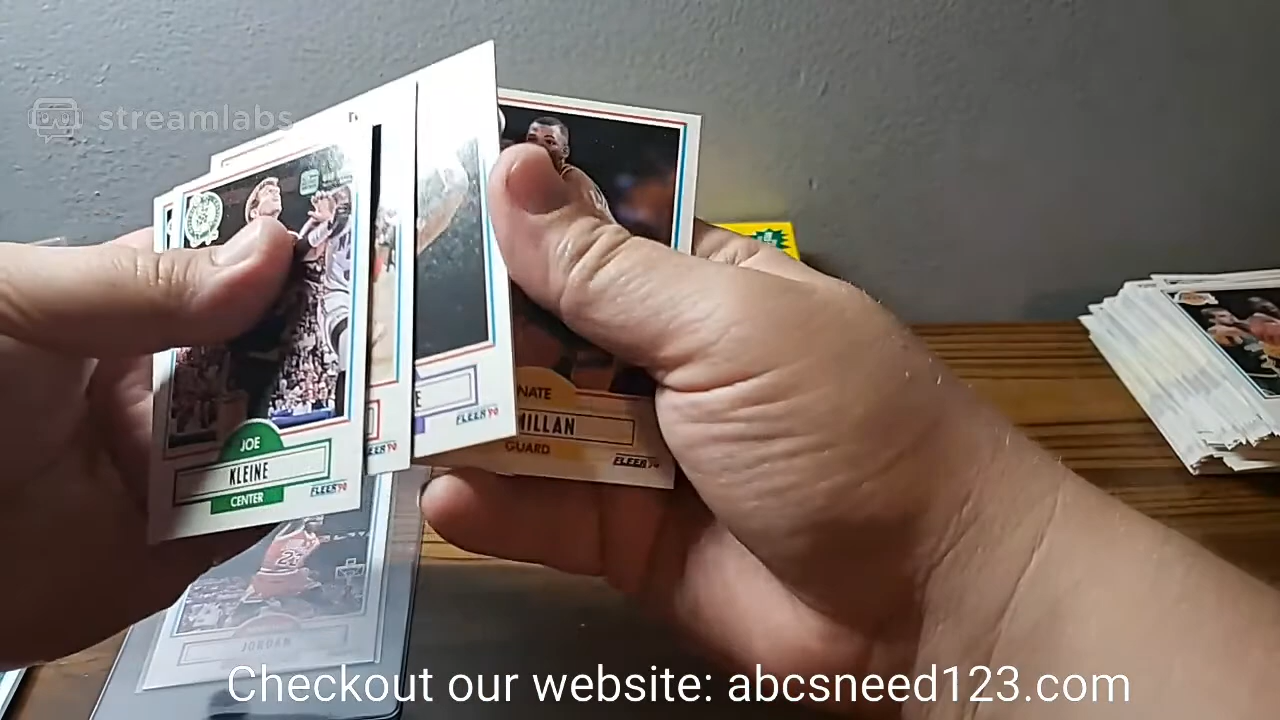 streamlabs
JOE
KLEINE
CENTER
FLEER '90
FLEER '90
E
FLEER '90
NATE
MILLAN
GUARD
FLEER '90
JORDAN
Checkout our website: abcsneed123.com